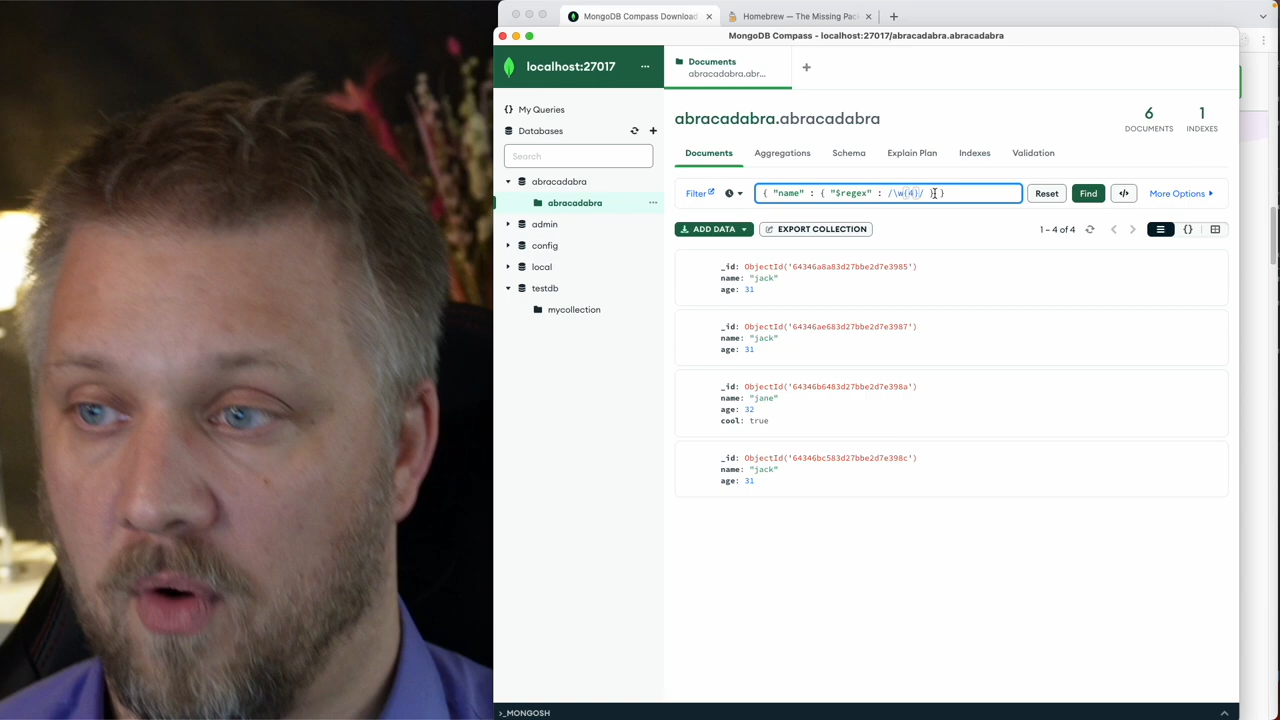 MongoDB Compass Download
Homebrew — The Missing Pac
MongoDB Compass - localhost:27017/abracadabra.abracadabra
localhost:27017
...
Documents
abracadabra.abr...
My Queries
Databases
Search
abracadabra
abracadabra
...
admin
config
local
testdb
mycollection
abracadabra.abracadabra
6
DOCUMENTS
1
INDEXES
Documents
Aggregations
Schema
Explain Plan
Indexes
Validation
Filter
{ "name" : { "$regex" : /\w{4}/ } }
Reset
Find
</>
More Options
ADD DATA
EXPORT COLLECTION
1 – 4 of 4
{}
_id: ObjectId('64346a8a83d27bbe2d7e3985')
name: "jack"
age: 31
_id: ObjectId('64346ae683d27bbe2d7e3987')
name: "jack"
age: 31
_id: ObjectId('64346b6483d27bbe2d7e398a')
name: "jane"
age: 32
cool: true
_id: ObjectId('64346bc583d27bbe2d7e398c')
name: "jack"
age: 31
>_MONGOSH